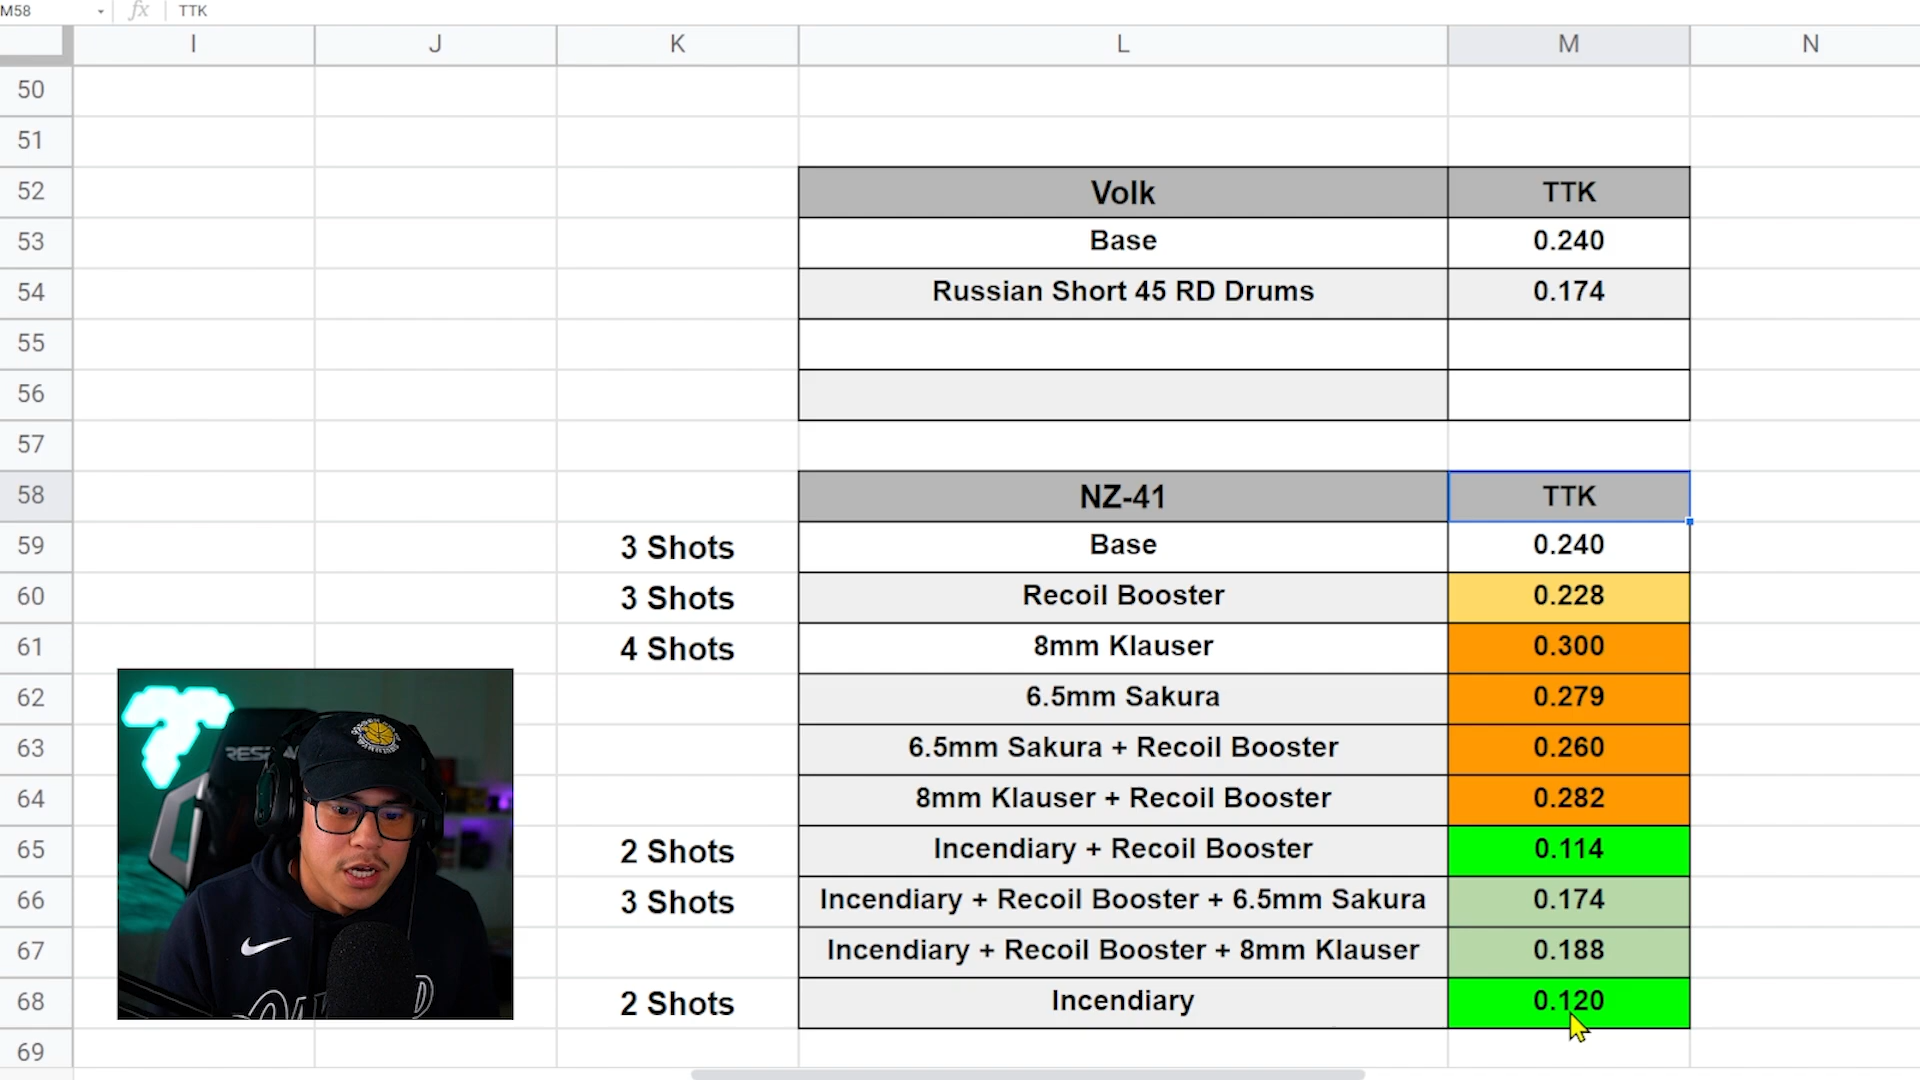 M58 fx TTK
I J K L M N
50
51
52 Volk TTK
53 Base 0.240
54 Russian Short 45 RD Drums 0.174
55
56
57
58 NZ-41 TTK
59 3 Shots Base 0.240
60 3 Shots Recoil Booster 0.228
61 4 Shots 8mm Klauser 0.300
62 6.5mm Sakura 0.279
63 6.5mm Sakura + Recoil Booster 0.260
64 8mm Klauser + Recoil Booster 0.282
65 2 Shots Incendiary + Recoil Booster 0.114
66 3 Shots Incendiary + Recoil Booster + 6.5mm Sakura 0.174
67 Incendiary + Recoil Booster + 8mm Klauser 0.188
68 2 Shots Incendiary 0.120
69